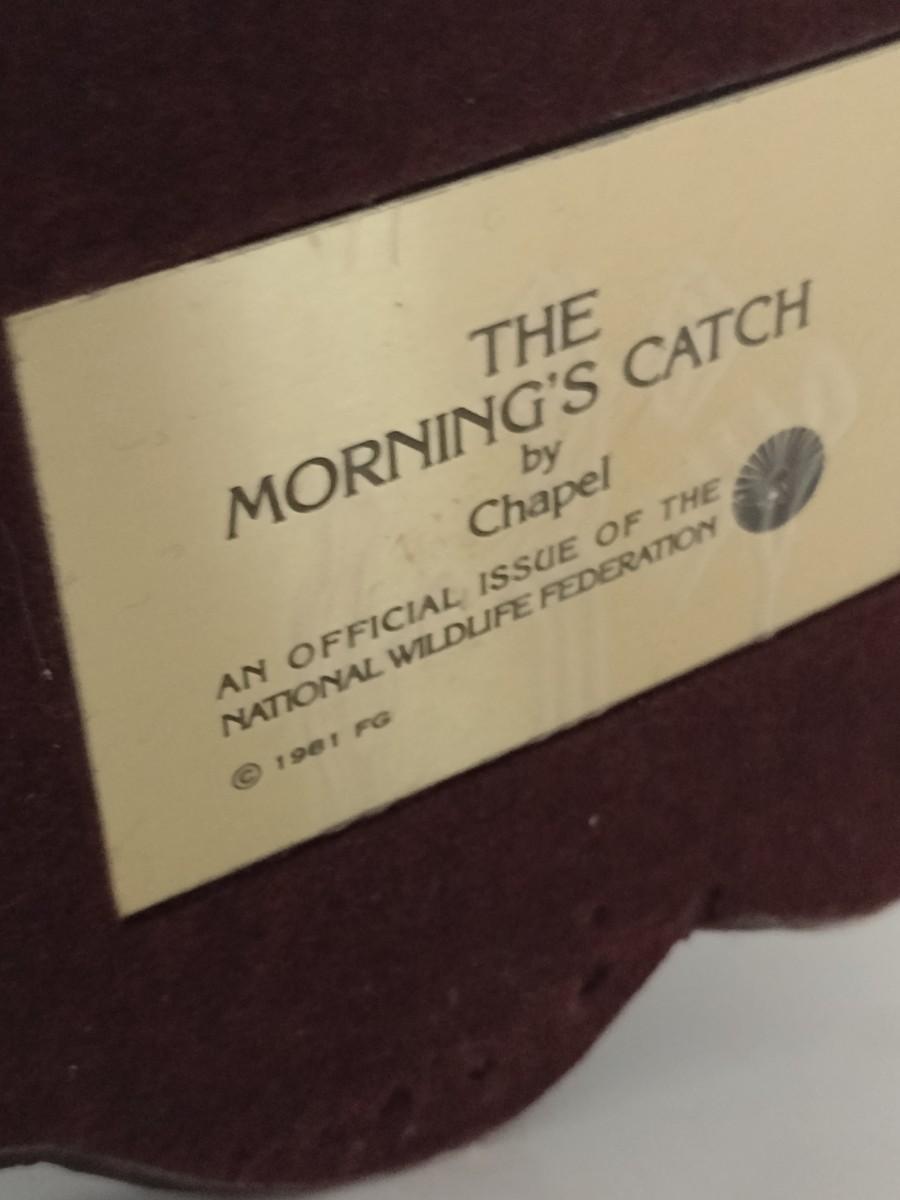 THE
MORNING'S CATCH
by
Chapel
AN OFFICIAL ISSUE OF THE
NATIONAL WILDLIFE FEDERATION
© 1981 FG